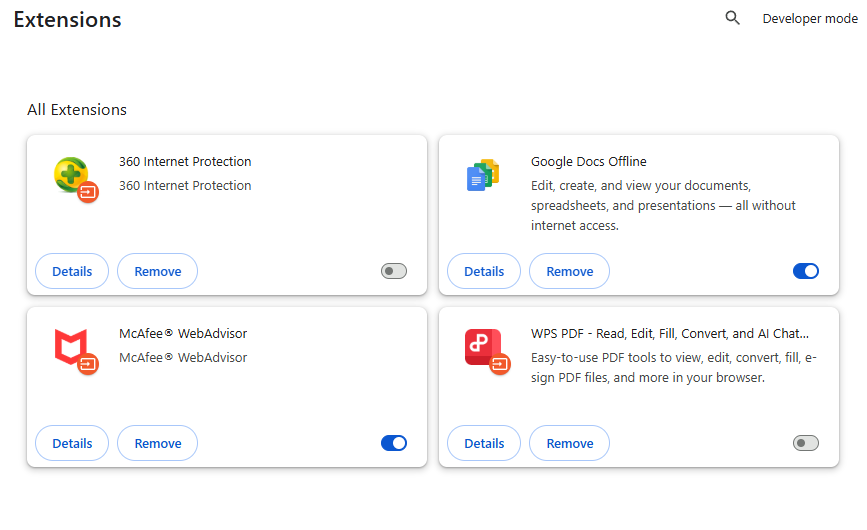 Extensions
Developer mode
All Extensions
360 Internet Protection
360 Internet Protection
Details
Remove
Google Docs Offline
Edit, create, and view your documents,
spreadsheets, and presentations — all without
internet access.
Details
Remove
McAfee® WebAdvisor
McAfee® WebAdvisor
Details
Remove
WPS PDF - Read, Edit, Fill, Convert, and AI Chat...
Easy-to-use PDF tools to view, edit, convert, fill, e-
sign PDF files, and more in your browser.
Details
Remove